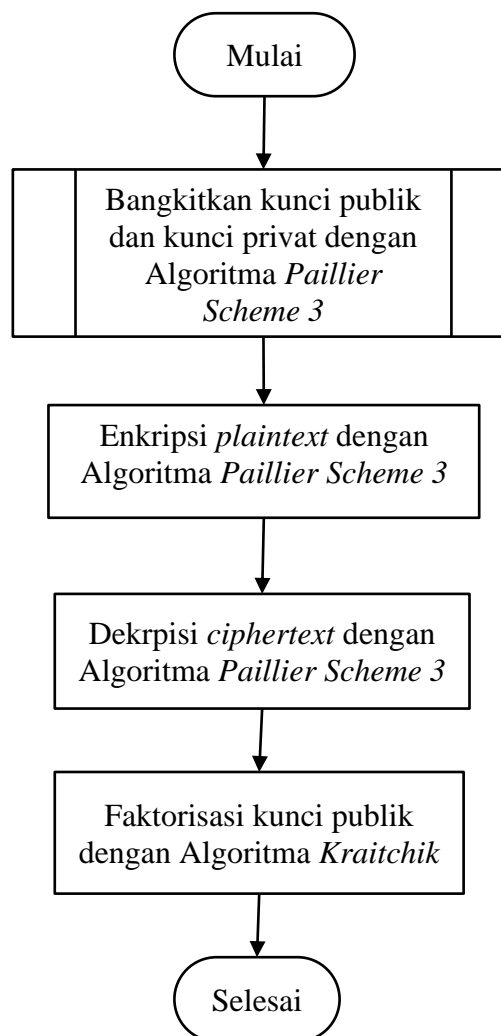 Mulai
Bangkitkan kunci publik
dan kunci privat dengan
Algoritma Paillier
Scheme 3
Enkripsi plaintext dengan
Algoritma Paillier Scheme 3
Dekrpisi ciphertext dengan
Algoritma Paillier Scheme 3
Faktorisasi kunci publik
dengan Algoritma Kraitchik
Selesai